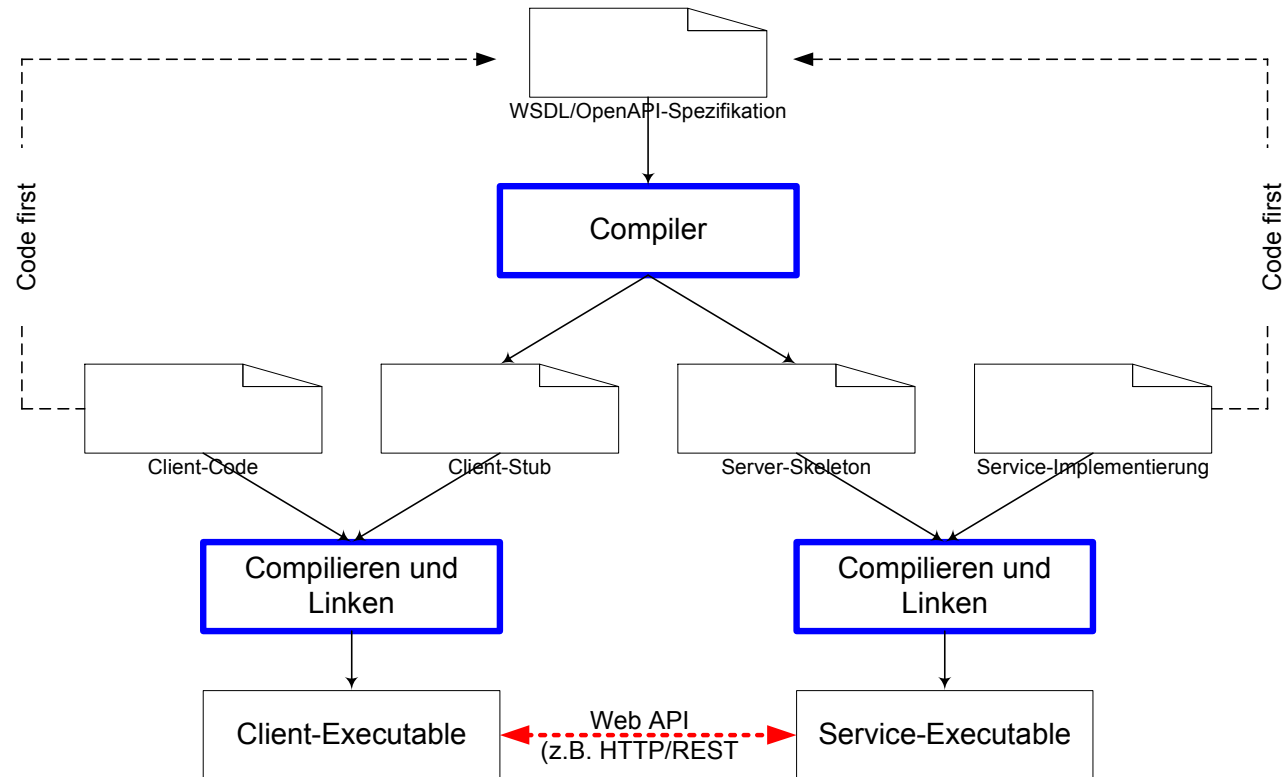 WSDL/OpenAPI-Spezifikation
Code first
Code first
Compiler
Client-Code
Client-Stub
Server-Skeleton
Service-Implementierung
Compilieren und
Linken
Compilieren und
Linken
Client-Executable
Web API
(z.B. HTTP/REST
Service-Executable